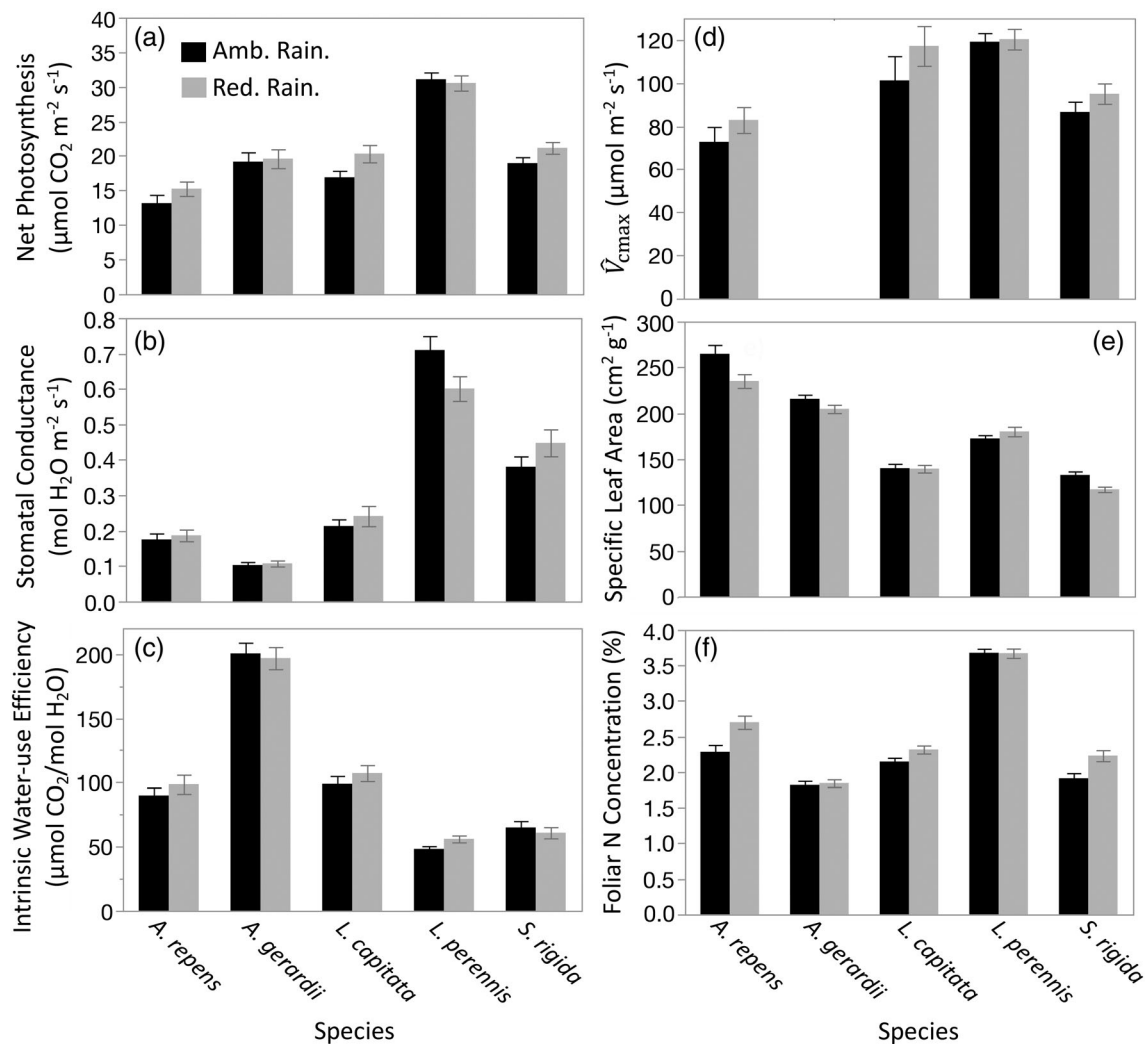 (a)
Amb. Rain.
Red. Rain.
Net Photosynthesis
(µmol CO₂ m⁻² s⁻¹)
40
35
30
25
20
15
10
5
0
(b)
Stomatal Conductance
(mol H₂O m⁻² s⁻¹)
0.8
0.7
0.6
0.5
0.4
0.3
0.2
0.1
0.0
(c)
Intrinsic Water-use Efficiency
(µmol CO₂/mol H₂O)
200
150
100
50
0
A. repens
A. gerardii
L. capitata
L. perennis
S. rigida
Species
(d)
V̂cmax (µmol m⁻² s⁻¹)
120
100
80
60
40
20
0
(e)
Specific Leaf Area (cm² g⁻¹)
300
250
200
150
100
50
0
(f)
Foliar N Concentration (%)
4.0
3.5
3.0
2.5
2.0
1.5
1.0
0.5
0.0
A. repens
A. gerardii
L. capitata
L. perennis
S. rigida
Species